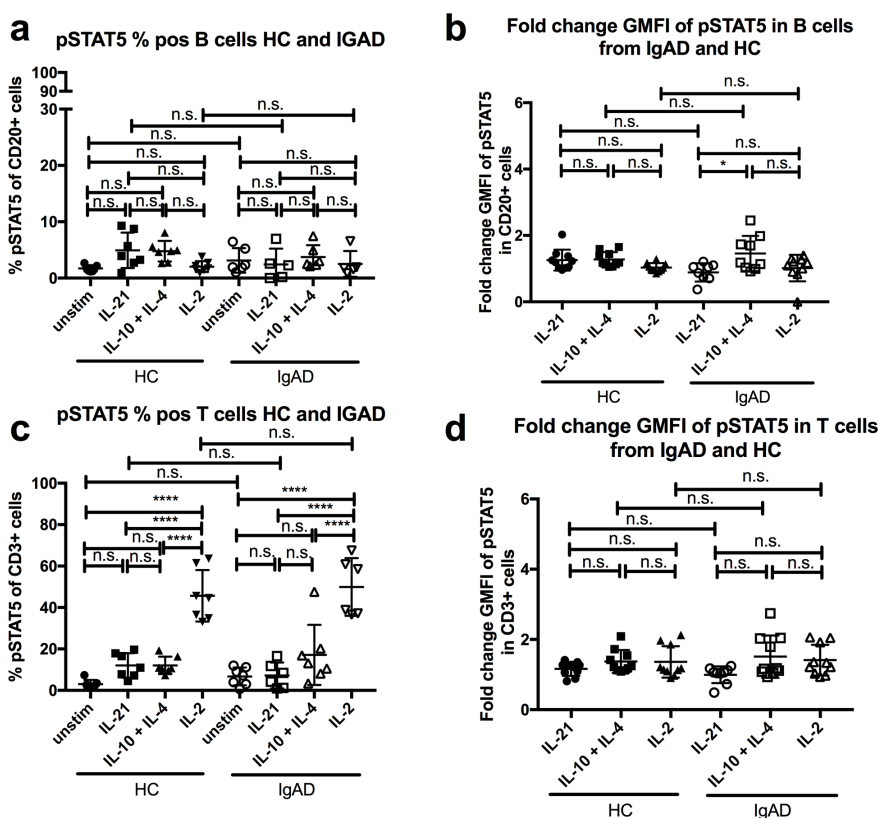 a
pSTAT5 % pos B cells HC and IGAD
% pSTAT5 of CD20+ cells
100
90
30
20
10
0
n.s.
n.s.
n.s.
n.s. n.s.
n.s. n.s.
n.s. n.s.
n.s. n.s. n.s. n.s. n.s. n.s.
unstim IL-21 IL-10 + IL-4 IL-2 unstim IL-21 IL-10 + IL-4 IL-2
HC IgAD
b
Fold change GMFI of pSTAT5 in B cells
from IgAD and HC
Fold change GMFI of pSTAT5
in CD20+ cells
6
4
2
0
n.s.
n.s.
n.s.
n.s. n.s.
n.s. n.s. * n.s.
IL-21 IL-10 + IL-4 IL-2 IL-21 IL-10 + IL-4 IL-2
HC IgAD
c
pSTAT5 % pos T cells HC and IGAD
% pSTAT5 of CD3+ cells
100
80
60
40
20
0
n.s.
n.s.
n.s.
**** ****
**** ****
n.s. **** n.s. ****
n.s. n.s. n.s. n.s.
unstim IL-21 IL-10 + IL-4 IL-2 unstim IL-21 IL-10 + IL-4 IL-2
HC IgAD
d
Fold change GMFI of pSTAT5 in T cells
from IgAD and HC
Fold change GMFI of pSTAT5
in CD3+ cells
6
4
2
0
n.s.
n.s.
n.s.
n.s. n.s.
n.s. n.s. n.s. n.s.
IL-21 IL-10 + IL-4 IL-2 IL-21 IL-10 + IL-4 IL-2
HC IgAD